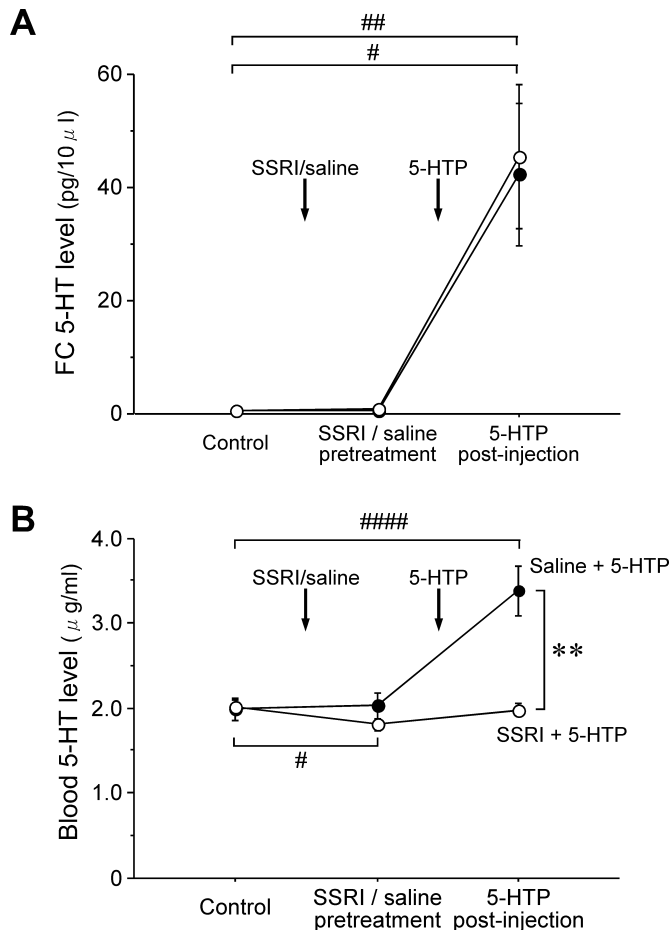 A
##
#
FC 5-HT level (pg/10 μl)
60
40
20
0
SSRI/saline
5-HTP
Control
SSRI / saline
pretreatment
5-HTP
post-injection
B
####
Blood 5-HT level (μg/ml)
4.0
3.0
2.0
1.0
0
SSRI/saline
5-HTP
Saline + 5-HTP
**
SSRI + 5-HTP
#
Control
SSRI / saline
pretreatment
5-HTP
post-injection